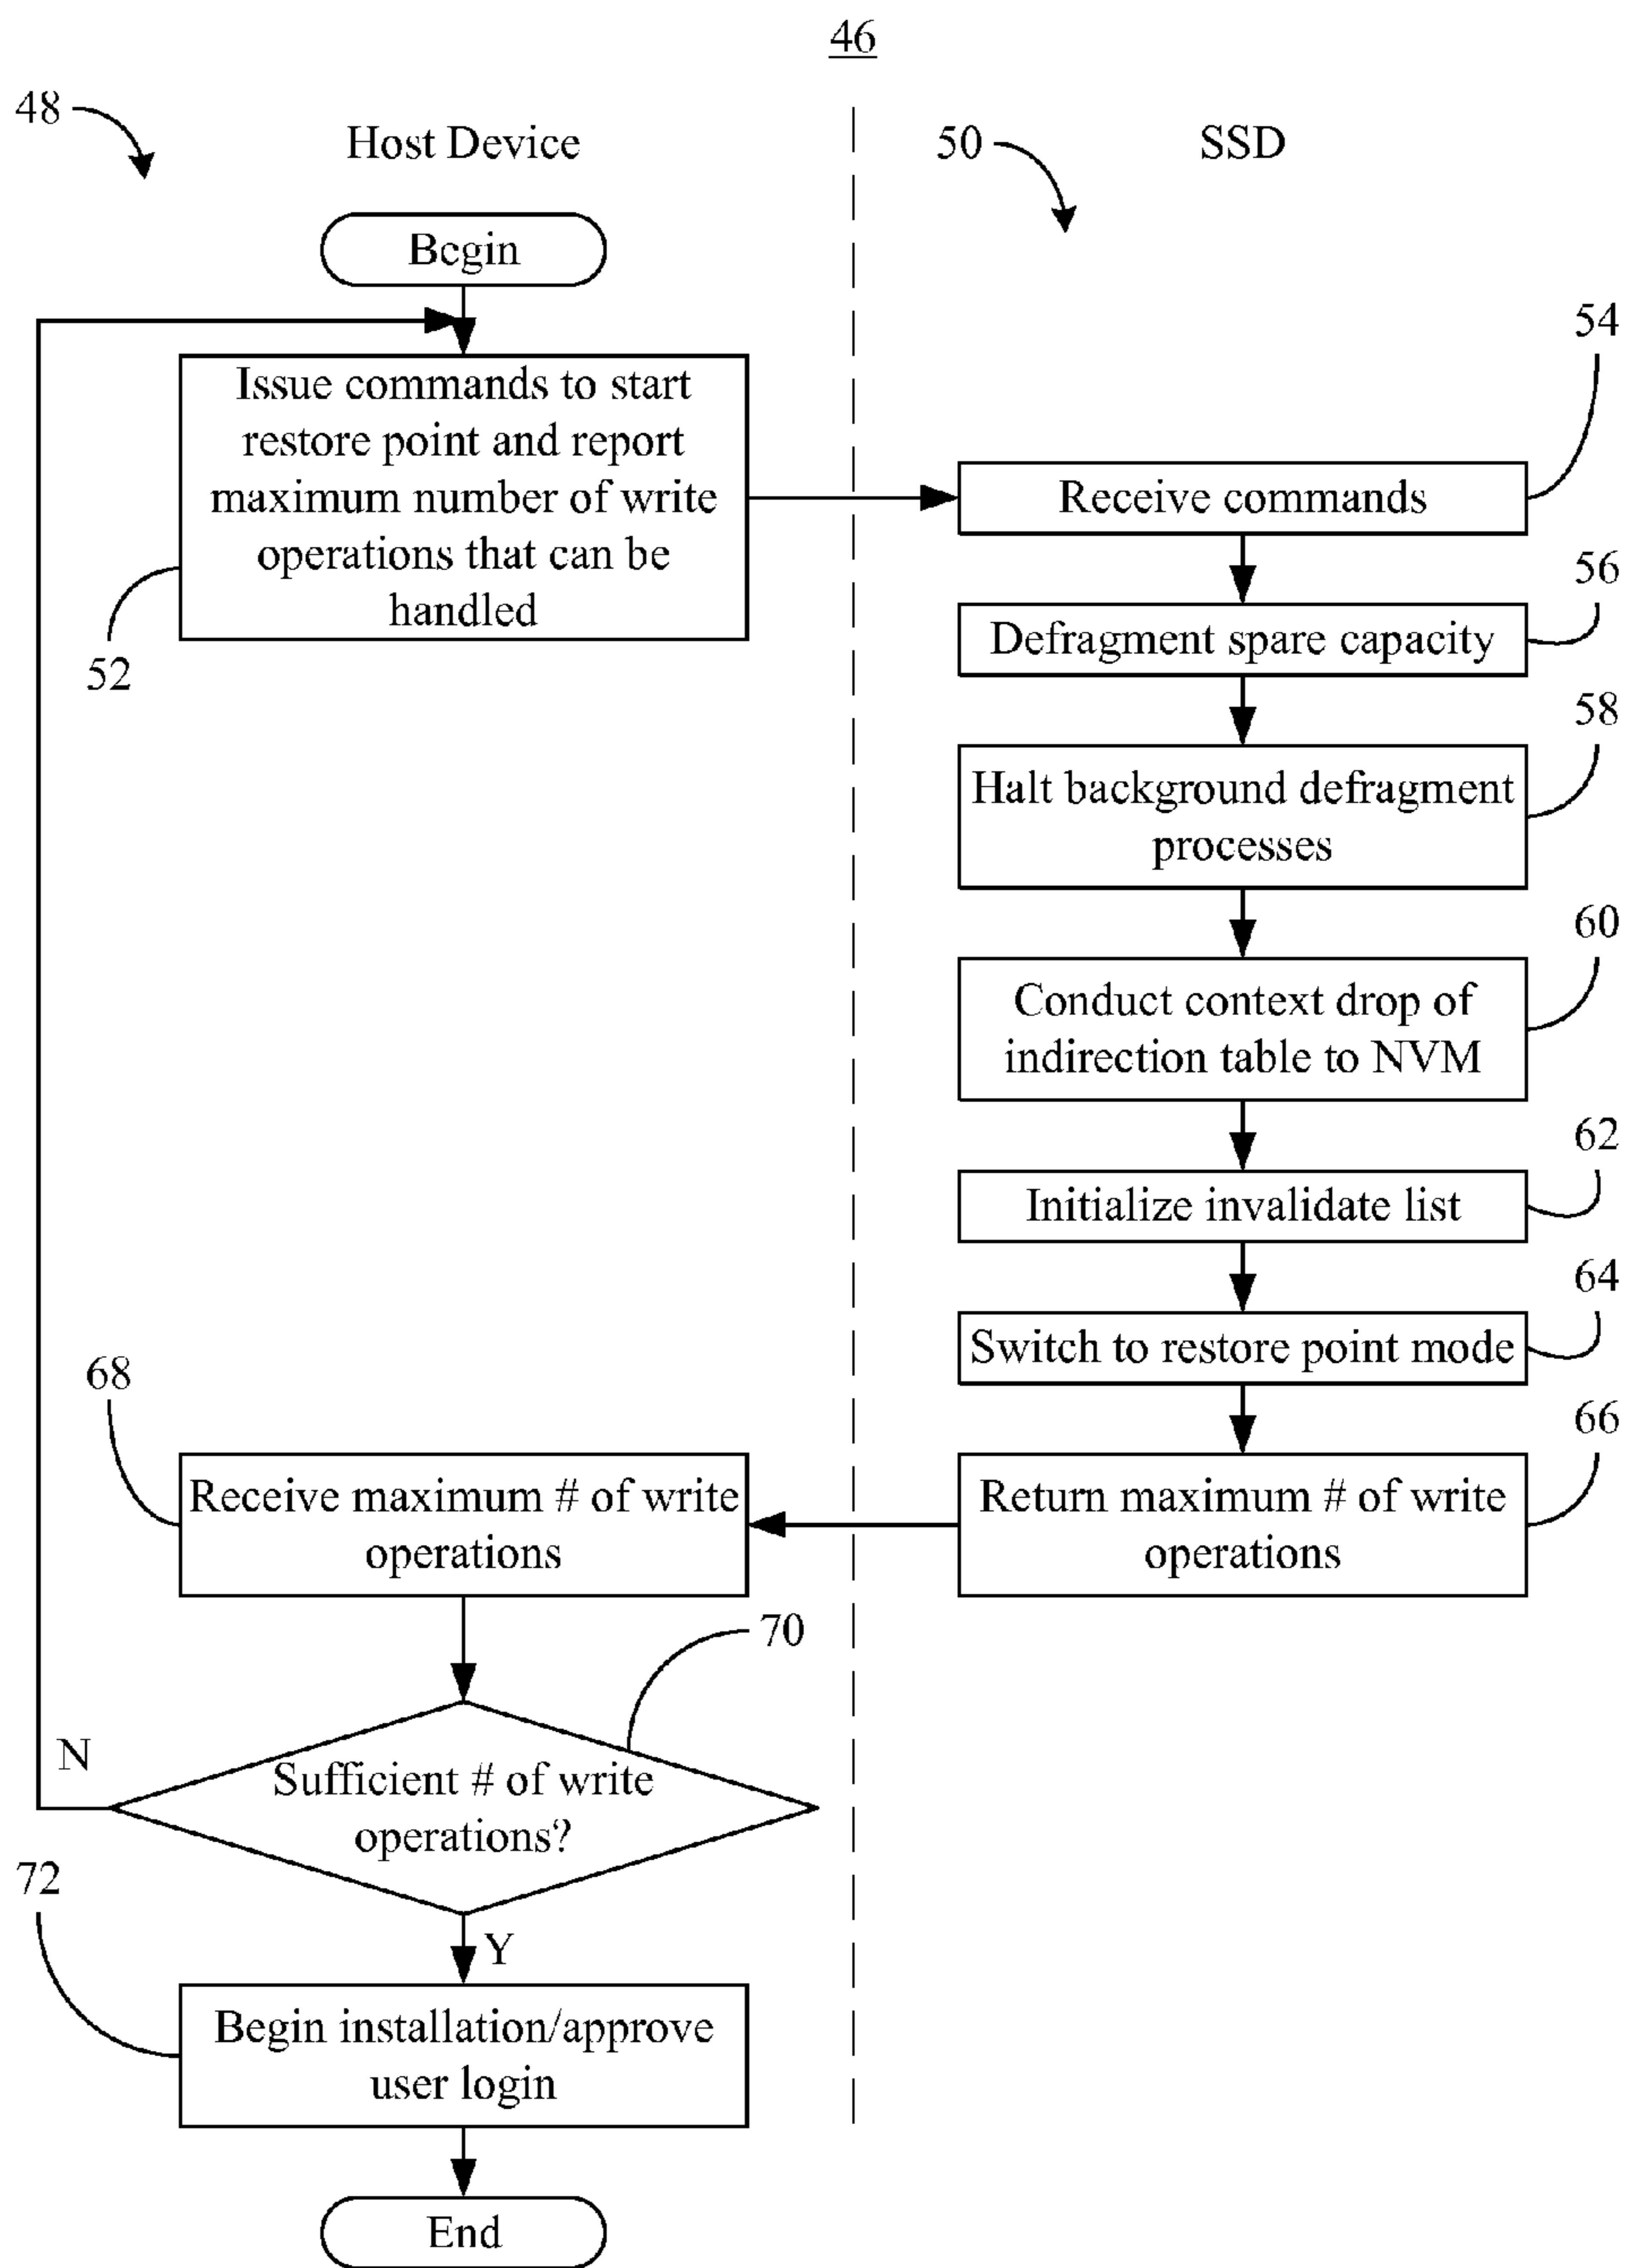 46
48
Host Device
50
SSD
Begin
54
Issue commands to start
restore point and report
maximum number of write
operations that can be
handled
52
Receive commands
56
Defragment spare capacity
58
Halt background defragment
processes
60
Conduct context drop of
indirection table to NVM
62
Initialize invalidate list
64
Switch to restore point mode
66
Return maximum # of write
operations
68
Receive maximum # of write
operations
70
Sufficient # of write
operations?
N
Y
72
Begin installation/approve
user login
End